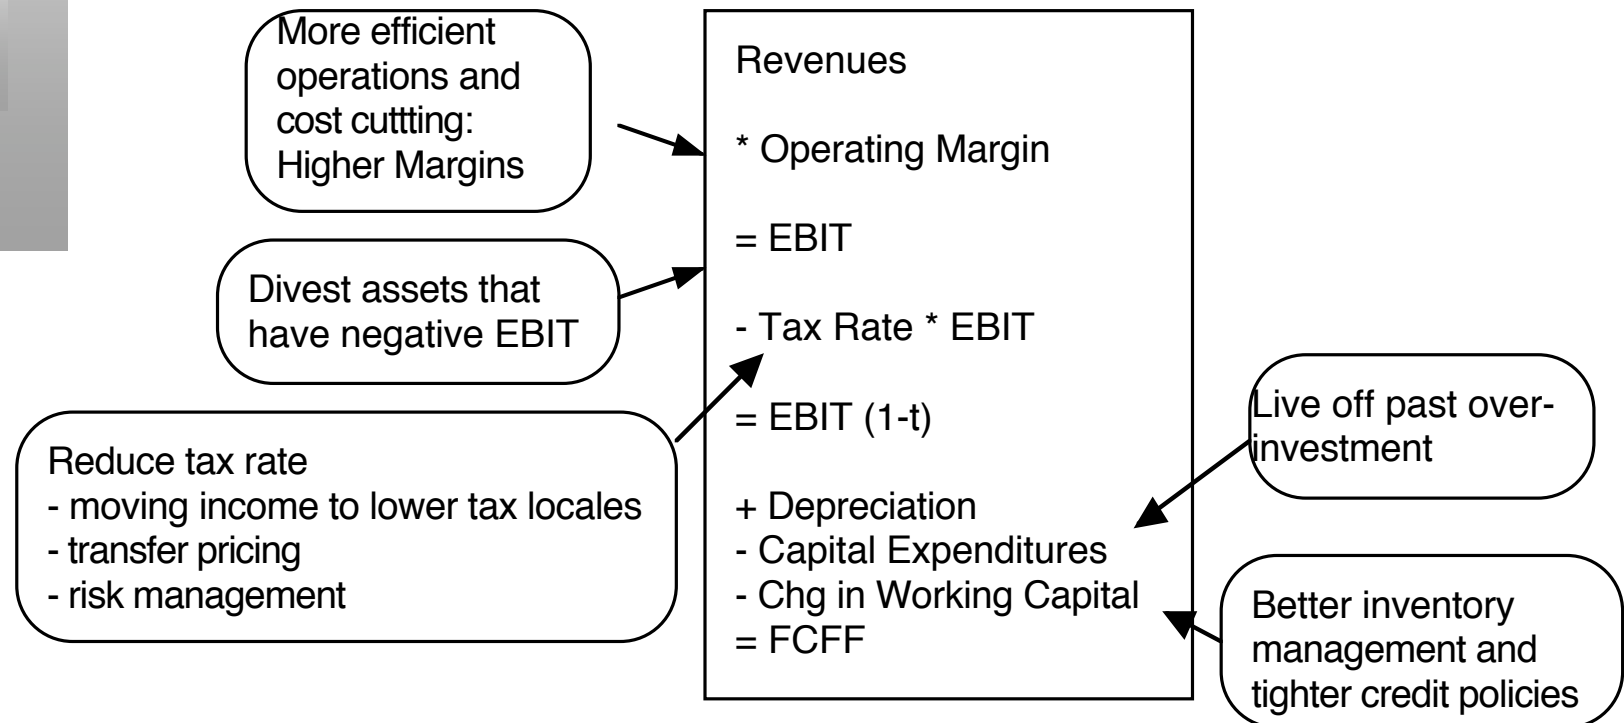 More efficient
operations and
cost cuttting:
Higher Margins
Divest assets that
have negative EBIT
Reduce tax rate
- moving income to lower tax locales
- transfer pricing
- risk management
Revenues
* Operating Margin
= EBIT
- Tax Rate * EBIT
= EBIT (1-t)
+ Depreciation
- Capital Expenditures
- Chg in Working Capital
= FCFF
Live off past over-
investment
Better inventory
management and
tighter credit policies